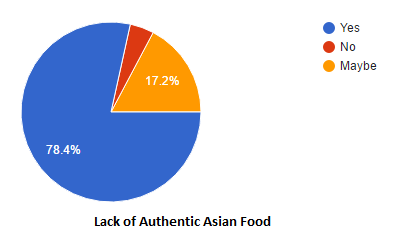 Yes
No
Maybe
17.2%
78.4%
Lack of Authentic Asian Food